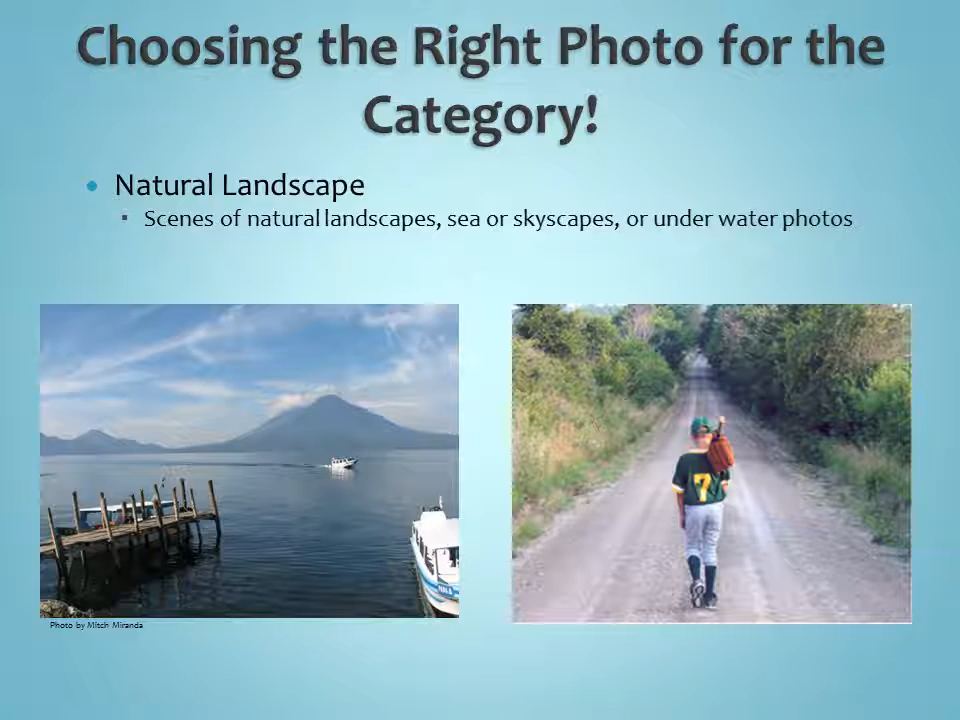 Choosing the Right Photo for the
Category!
• Natural Landscape
▪ Scenes of natural landscapes, sea or skyscapes, or under water photos
7
Photo by Mitch Miranda